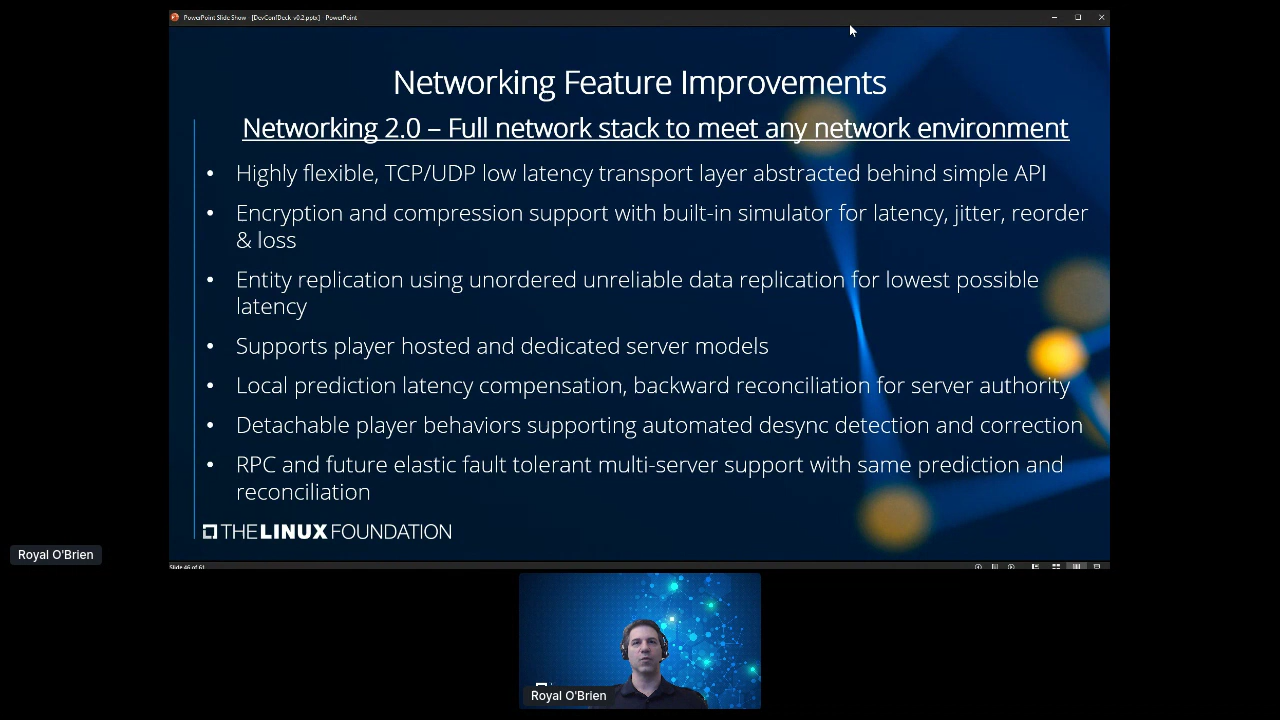 PowerPoint Slide Show - [DevConfDeck v0.2.pptx] - PowerPoint
Networking Feature Improvements
Networking 2.0 – Full network stack to meet any network environment
• Highly flexible, TCP/UDP low latency transport layer abstracted behind simple API
• Encryption and compression support with built-in simulator for latency, jitter, reorder
& loss
• Entity replication using unordered unreliable data replication for lowest possible
latency
• Supports player hosted and dedicated server models
• Local prediction latency compensation, backward reconciliation for server authority
• Detachable player behaviors supporting automated desync detection and correction
• RPC and future elastic fault tolerant multi-server support with same prediction and
reconciliation
THE LINUX FOUNDATION
Royal O'Brien
Slide 46 of 61
Royal O'Brien